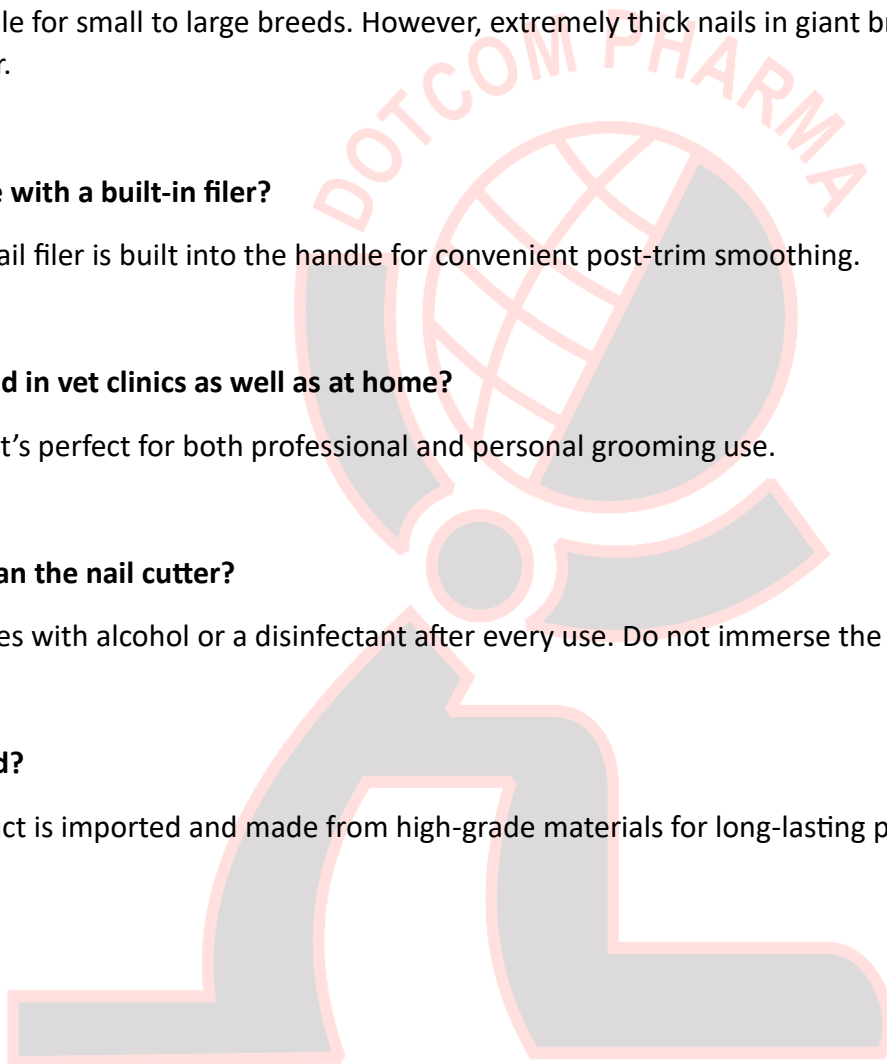 le for small to large breeds. However, extremely thick nails in giant br
r.
DOTCOM PHARMA
e with a built-in filer?
ail filer is built into the handle for convenient post-trim smoothing.
d in vet clinics as well as at home?
t’s perfect for both professional and personal grooming use.
an the nail cutter?
es with alcohol or a disinfectant after every use. Do not immerse the
d?
ct is imported and made from high-grade materials for long-lasting p